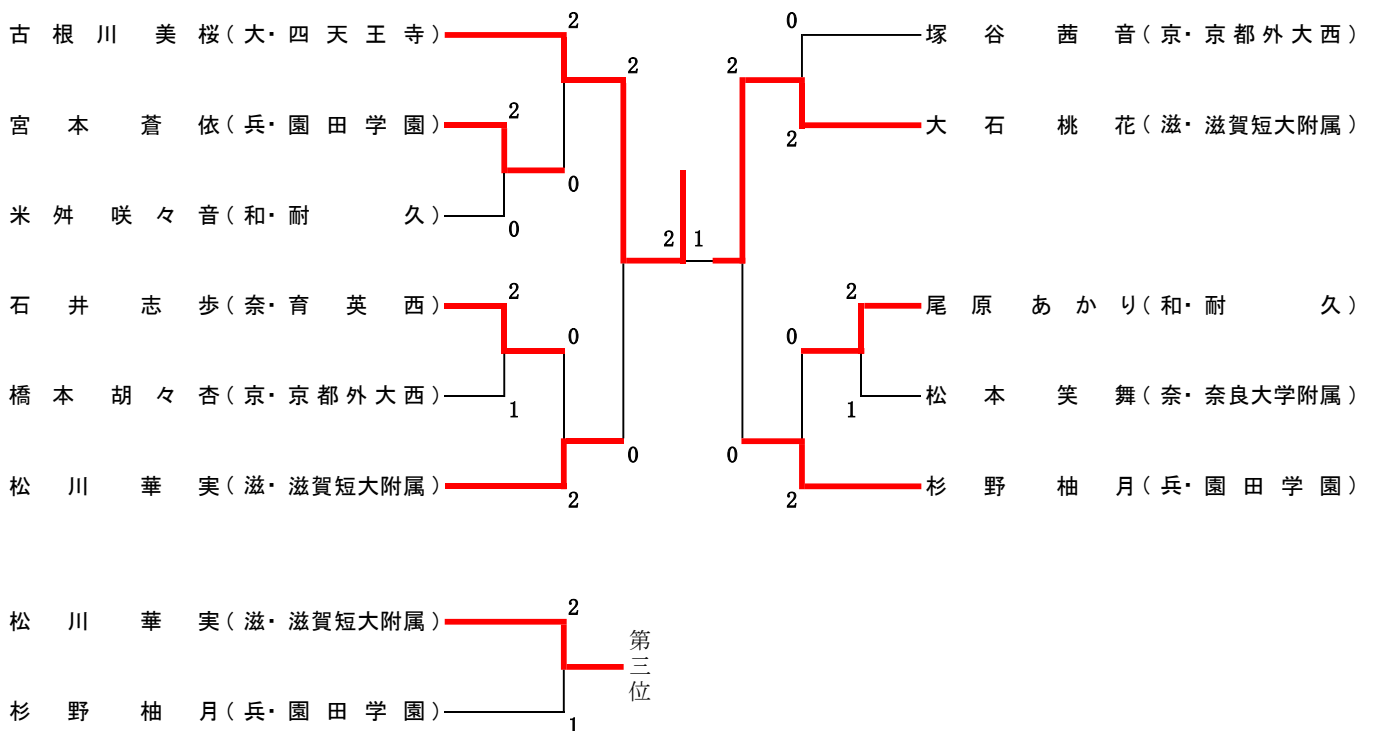 古根川美桜(大・四天王寺) 2 0 塚谷茜音(京・京都外大西)
2 2
宮本蒼依(兵・園田学園) 2 2 大石桃花(滋・滋賀短大附属)
0
米舛咲々音(和・耐久) 0
2 1
石井志歩(奈・育英西) 2 2 尾原あかり(和・耐久)
0 0
橋本胡々杏(京・京都外大西) 1 1 松本笑舞(奈・奈良大学附属)
0 0
松川華実(滋・滋賀短大附属) 2 2 杉野柚月(兵・園田学園)
松川華実(滋・滋賀短大附属) 2
第三位
杉野柚月(兵・園田学園) 1